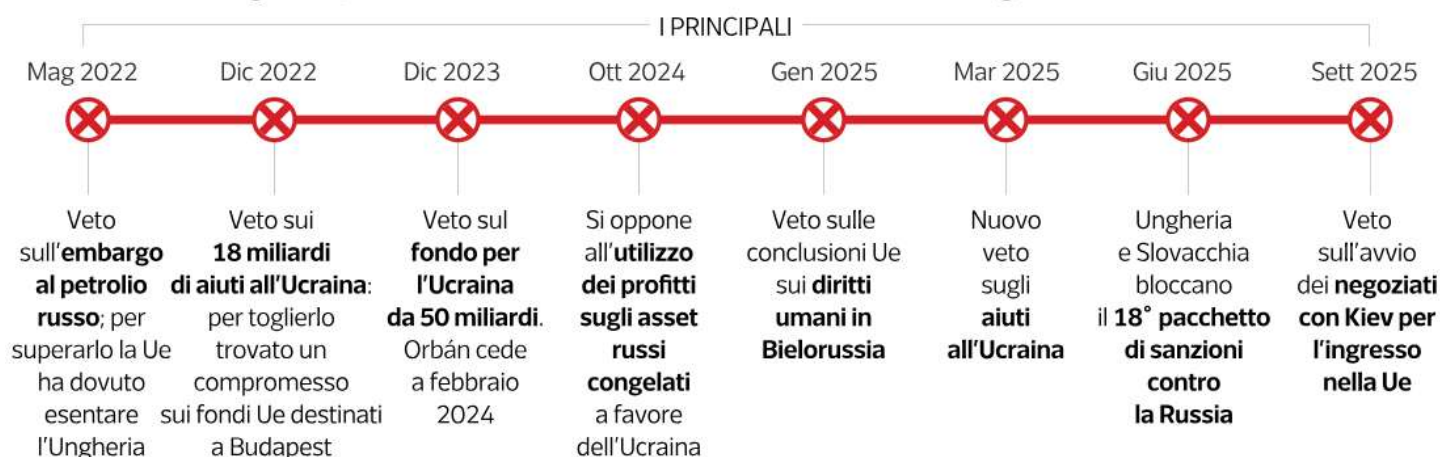 I PRINCIPALI
Mag 2022
Dic 2022
Dic 2023
Ott 2024
Gen 2025
Mar 2025
Giu 2025
Sett 2025
Veto
sull'embargo
al petrolio
russo; per
superarlo la Ue
ha dovuto
esentare
l'Ungheria
Veto sui
18 miliardi
di aiuti all'Ucraina:
per toglierlo
trovato un
compromesso
sui fondi Ue destinati
a Budapest
Veto sul
fondo per
l'Ucraina
da 50 miliardi.
Orbán cede
a febbraio
2024
Si oppone
all'utilizzo
dei profitti
sugli asset
russi
congelati
a favore
dell'Ucraina
Veto sulle
conclusioni Ue
sui diritti
umani in
Bielorussia
Nuovo
veto
sugli
aiuti
all'Ucraina
Ungheria
e Slovacchia
bloccano
il 18° pacchetto
di sanzioni
contro
la Russia
Veto
sull'avvio
dei negoziati
con Kiev per
l'ingresso
nella Ue